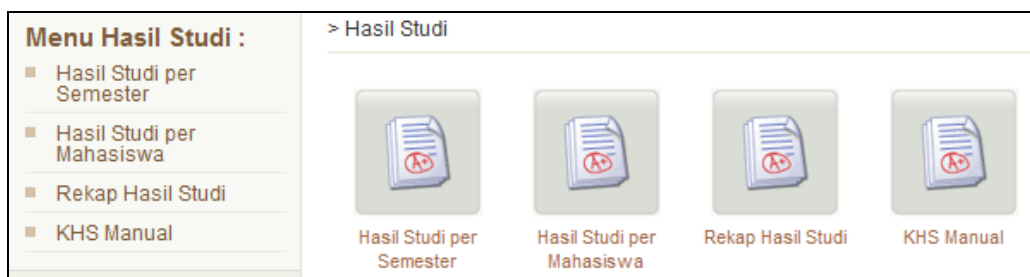 Menu Hasil Studi :
Hasil Studi per
Semester
Hasil Studi per
Mahasiswa
Rekap Hasil Studi
KHS Manual
> Hasil Studi
A+
A+
A+
A+
Hasil Studi per
Semester
Hasil Studi per
Mahasiswa
Rekap Hasil Studi
KHS Manual